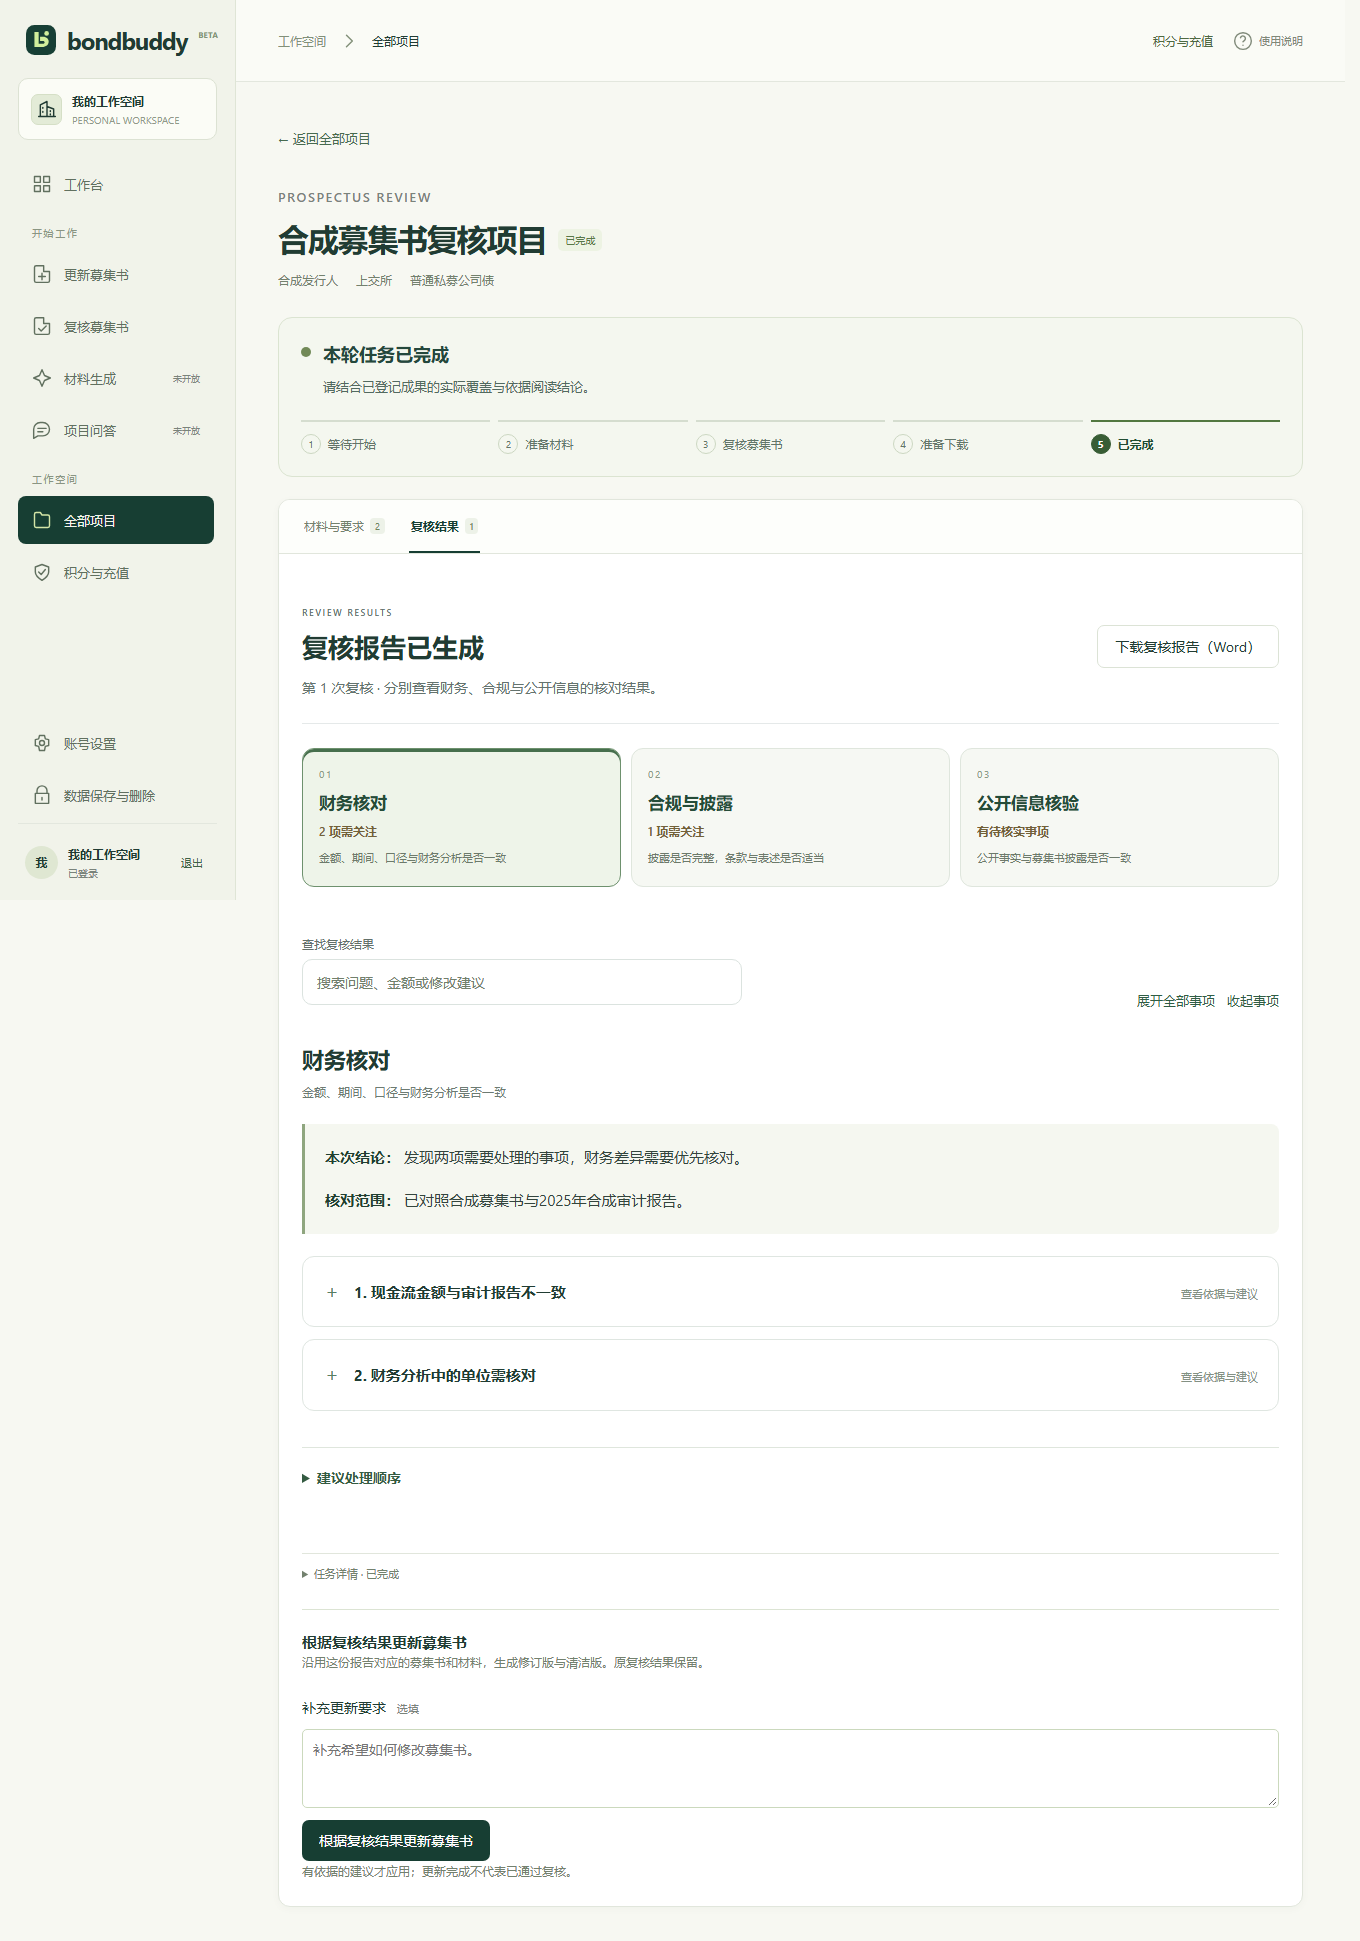 bondbuddy BETA
我的工作空间
PERSONAL WORKSPACE
工作台
开始工作
更新募集书
复核募集书
材料生成 未开放
项目问答 未开放
工作空间
全部项目
积分与充值
账号设置
数据保存与删除
我 我的工作空间 退出
已登录
工作空间 全部项目 积分与充值 使用说明
← 返回全部项目
PROSPECTUS REVIEW
合成募集书复核项目 已完成
合成发行人 上交所 普通私募公司债
本轮任务已完成
请结合已登记成果的实际覆盖与依据阅读结论。
1 等待开始 2 准备材料 3 复核募集书 4 准备下载 5 已完成
材料与要求 2 复核结果 1
REVIEW RESULTS
复核报告已生成 下载复核报告（Word）
第 1 次复核 · 分别查看财务、合规与公开信息的核对结果。
01
财务核对
2 项需关注
金额、期间、口径与财务分析是否一致
02
合规与披露
1 项需关注
披露是否完整，条款与表述是否适当
03
公开信息核验
有待核实事项
公开事实与募集书披露是否一致
查找复核结果
搜索问题、金额或修改建议
展开全部事项 收起事项
财务核对
金额、期间、口径与财务分析是否一致
本次结论： 发现两项需要处理的事项，财务差异需要优先核对。
核对范围： 已对照合成募集书与2025年合成审计报告。
+ 1. 现金流金额与审计报告不一致 查看依据与建议
+ 2. 财务分析中的单位需核对 查看依据与建议
▶ 建议处理顺序
▶ 任务详情 · 已完成
根据复核结果更新募集书
沿用这份报告对应的募集书和材料，生成修订版与清洁版。原复核结果保留。
补充更新要求 选填
补充希望如何修改募集书。
根据复核结果更新募集书
有依据的建议才应用；更新完成不代表已通过复核。